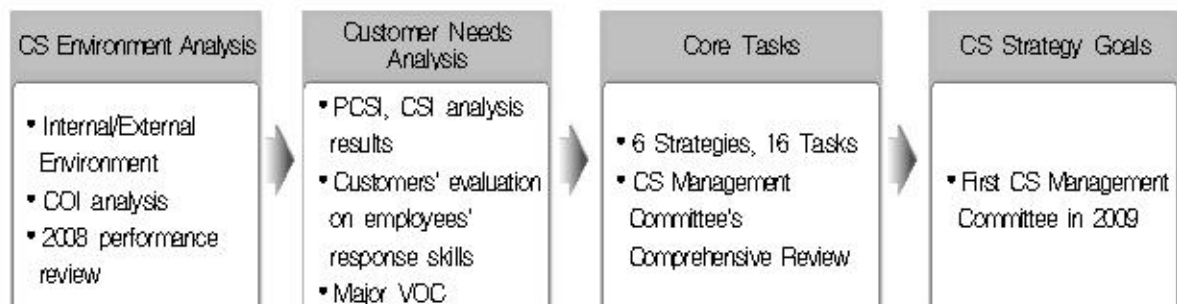 CS Environment Analysis
• Internal/External
Environment
• COI analysis
• 2008 performance
review
Customer Needs
Analysis
• PCSI, CSI analysis
results
• Customers' evaluation
on employees'
response skills
• Major VOC
Core Tasks
• 6 Strategies, 16 Tasks
• CS Management
Committee's
Comprehensive Review
CS Strategy Goals
• First CS Management
Committee in 2009